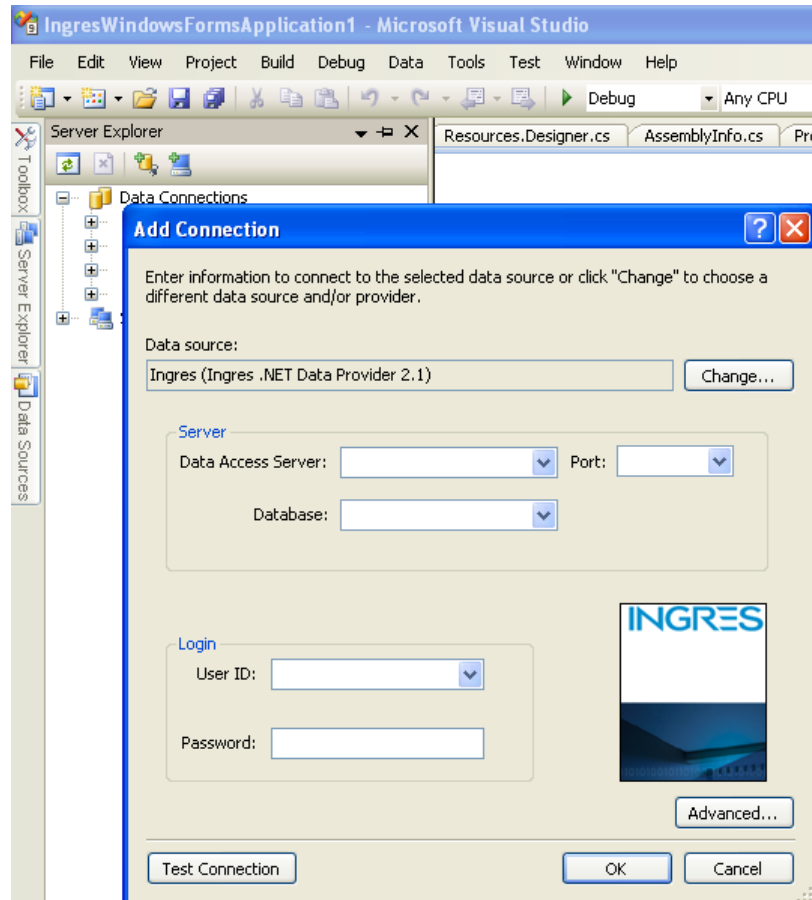 IngresWindowsFormsApplication1 - Microsoft Visual Studio
File Edit View Project Build Debug Data Tools Test Window Help
Debug Any CPU
Server Explorer
Resources.Designer.cs AssemblyInfo.cs
Toolbox
Server Explorer
Data Sources
Data Connections
Add Connection
Enter information to connect to the selected data source or click "Change" to choose a
different data source and/or provider.
Data source:
Ingres (Ingres .NET Data Provider 2.1)
Change...
Server
Data Access Server:
Port:
Database:
INGRES
Login
User ID:
Password:
Advanced...
Test Connection
OK
Cancel